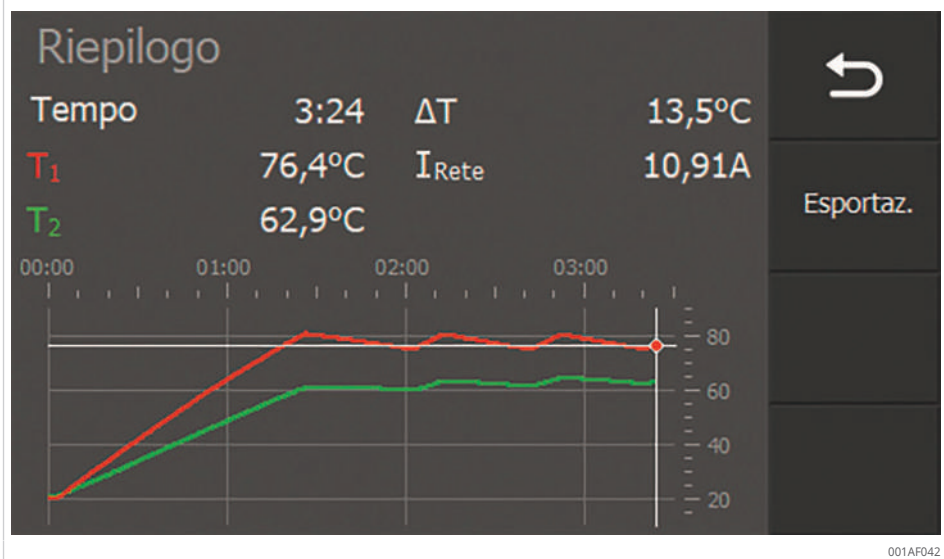 Riepilogo
Tempo 3:24 ΔT 13,5°C
T1 76,4°C IRete 10,91A
T2 62,9°C
Esportaz.
00:00 01:00 02:00 03:00
80
60
40
20
001AF042